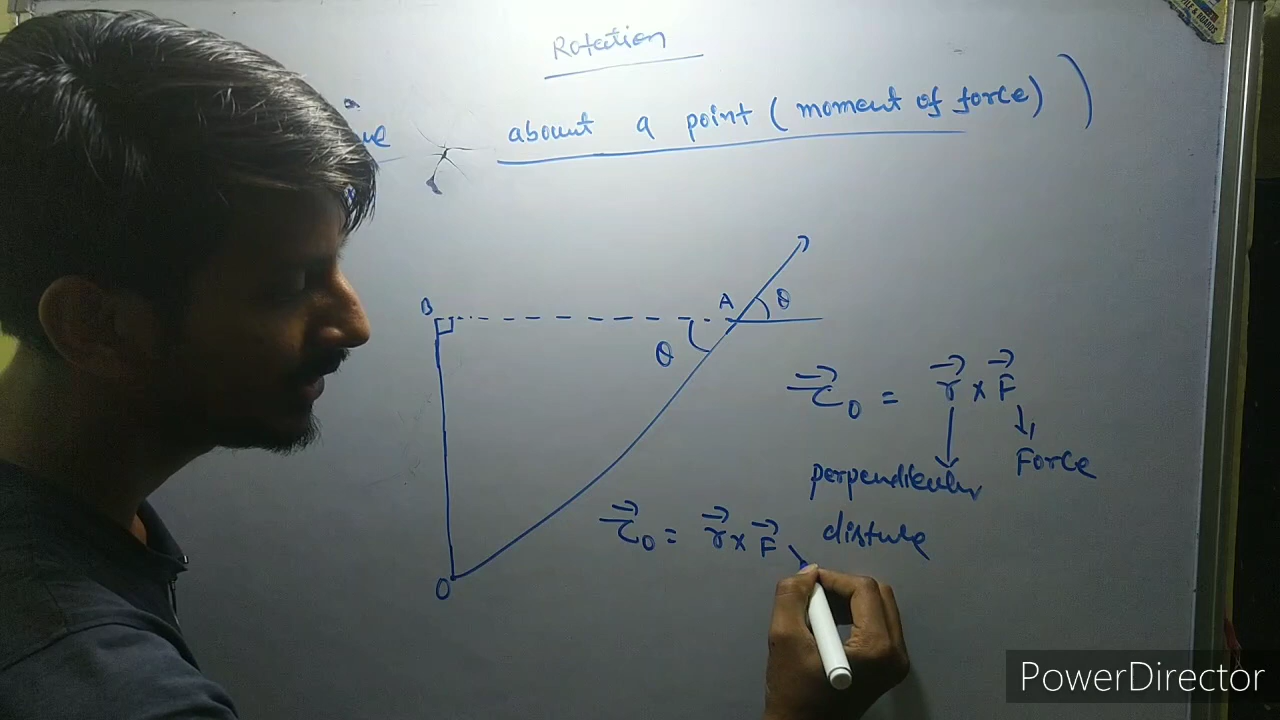 Rotation
about a point (moment of force) )
B A θ
θ
τ⃗₀ = r⃗ × F⃗
Force
perpendicular
distance
τ⃗₀ = r⃗ × F⃗
O
PowerDirector